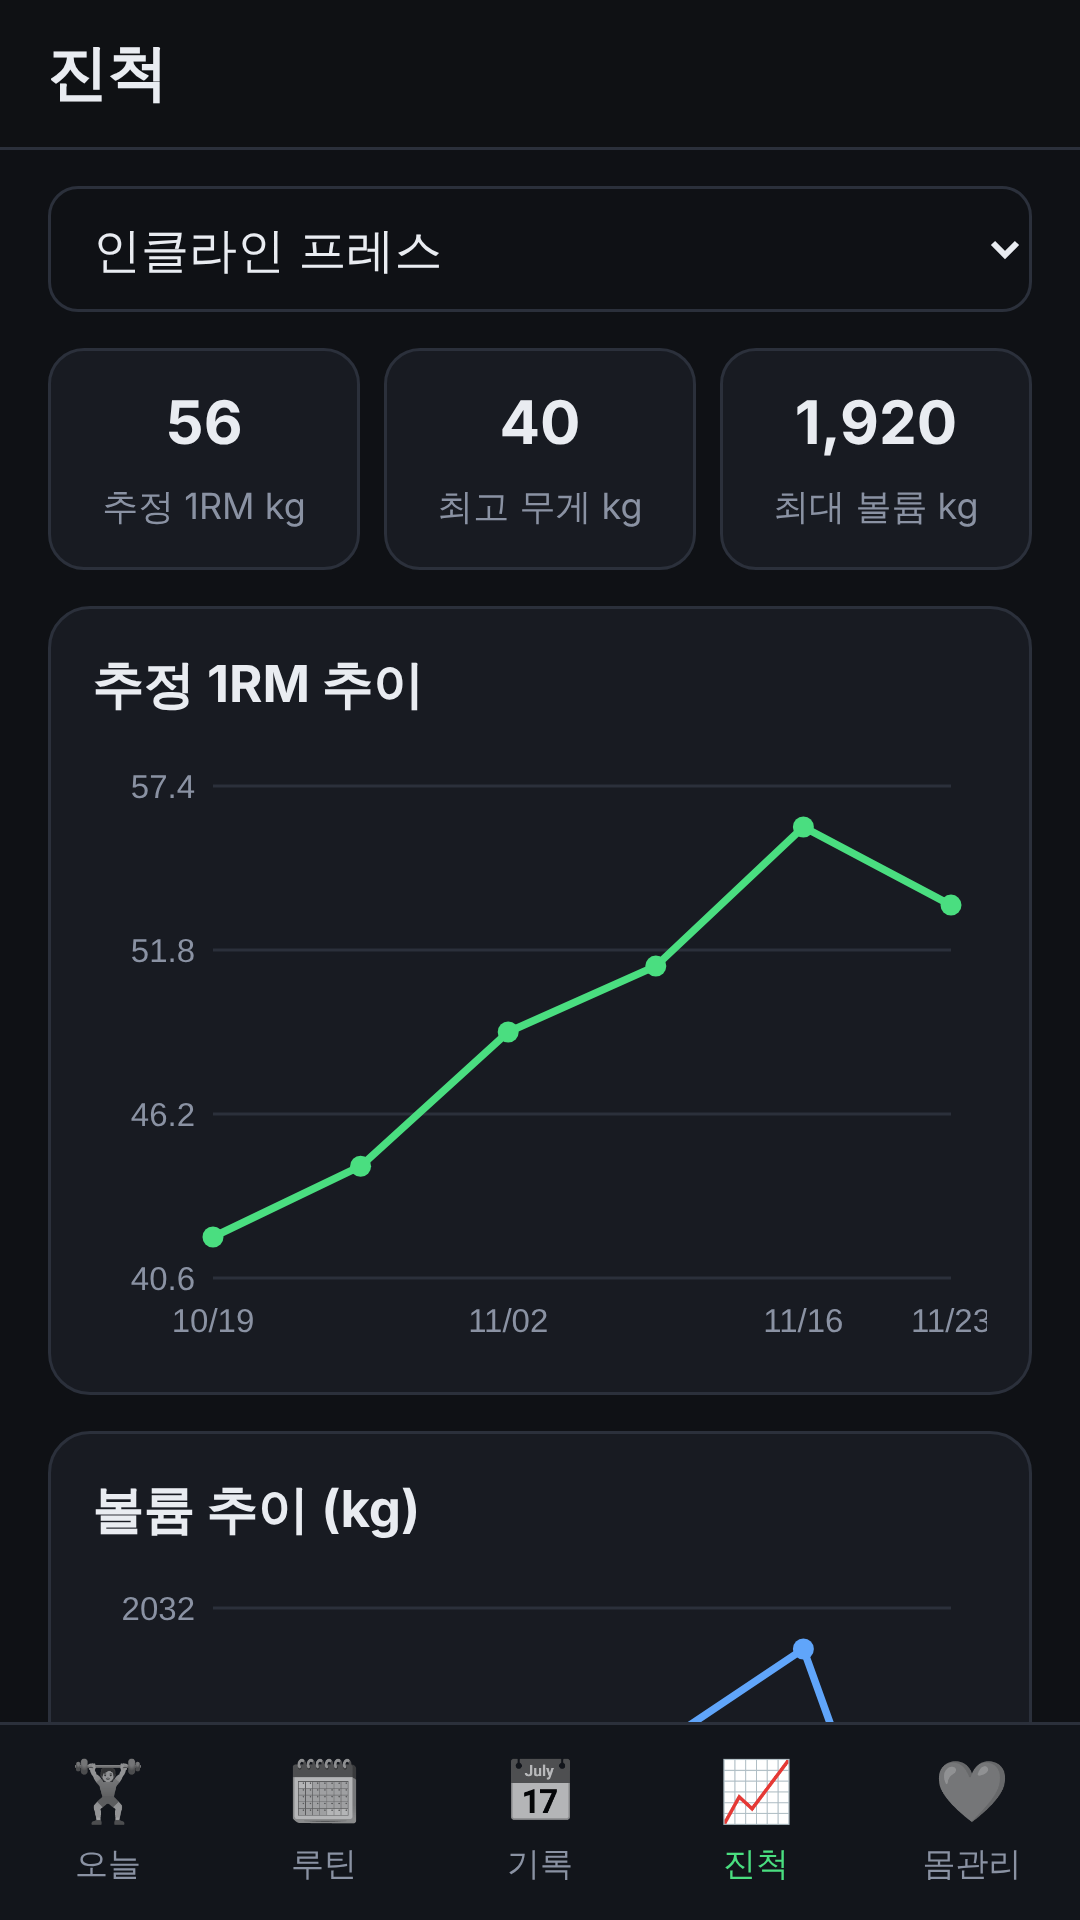 진척
인클라인 프레스
56
추정 1RM kg
40
최고 무게 kg
1,920
최대 볼륨 kg
추정 1RM 추이
57.4
51.8
46.2
40.6
10/19
11/02
11/16
11/23
볼륨 추이 (kg)
2032
July
17
오늘
루틴
기록
진척
몸관리